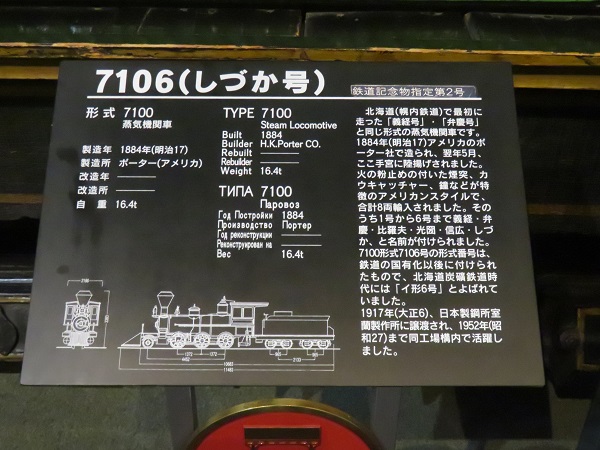 7106(しづか号)
鉄道記念物指定第2号
形式 7100
蒸気機関車
製造年 1884年(明治17)
製造所 ポーター(アメリカ)
改造年 ———
改造所 ———
自重 16.4t
TYPE 7100
Steam Locomotive
Built 1884
Builder H.K.Porter CO.
Rebuilt ———
Rebuilder ———
Weight 16.4t
ТИПА 7100
Паровоз
Год Постройки 1884
Производство Портер
Год реконструкции ———
Реконструирован на ———
Вес 16.4t
北海道(幌内鉄道)で最初に
走った「義経号」・「弁慶号」
と同じ形式の蒸気機関車です。
1884年(明治17)アメリカのポ
ーター社で造られ、翌年5月、
ここ手宮に陸揚げされました。
火の粉止めの付いた煙突、カ
ウキャッチャー、鐘などが特
徴のアメリカンスタイルで、
合計8両輸入されました。その
うち1号から6号まで義経・弁
慶・比羅夫・光圀・信広・しづ
か、と名前が付けられました。
7100形式7106号の形式番号は、
鉄道の国有化以後に付けられ
たもので、北海道炭礦鉄道時
代には「イ形6号」とよばれて
いました。
1917年(大正6)、日本製鋼所室
蘭製作所に譲渡され、1952年(昭
和27)まで同工場構内で活躍し
ました。
しづか号